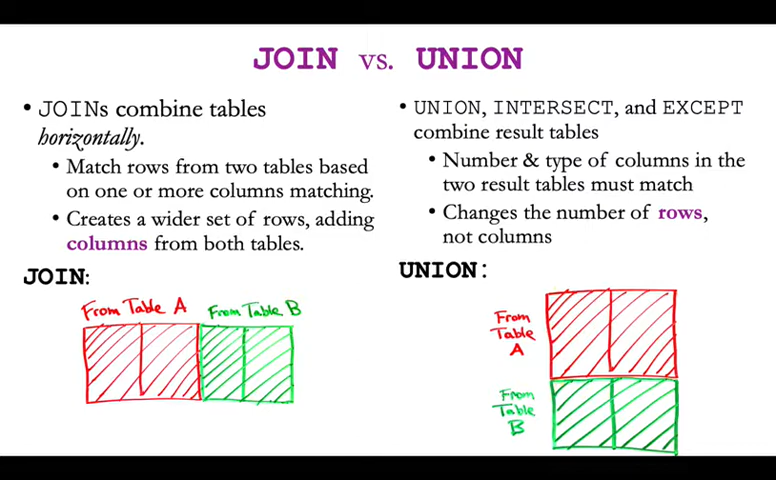 JOIN vs. UNION
• JOINs combine tables
horizontally.
• Match rows from two tables based
on one or more columns matching.
• Creates a wider set of rows, adding
columns from both tables.
JOIN:
From Table A
From Table B
• UNION, INTERSECT, and EXCEPT
combine result tables
• Number & type of columns in the
two result tables must match
• Changes the number of rows,
not columns
UNION:
From
Table
A
From
Table
B